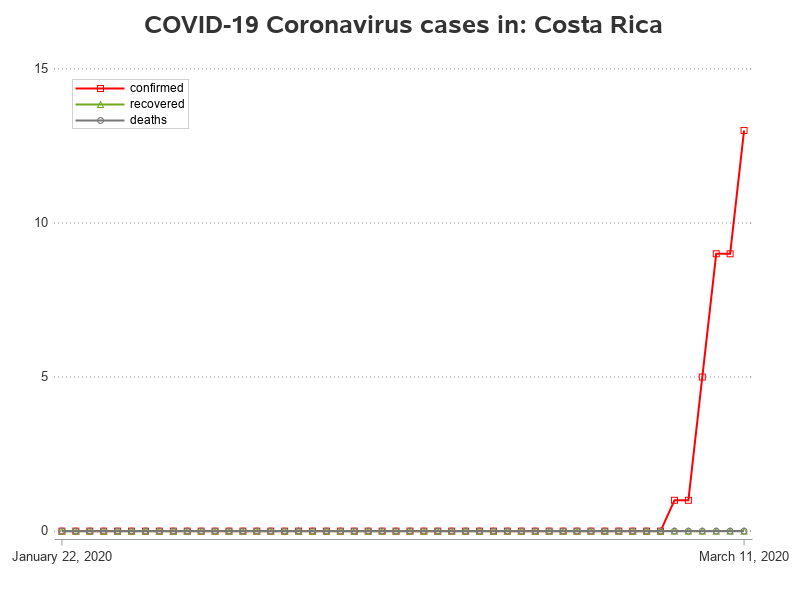 COVID-19 Coronavirus cases in: Costa Rica
15
confirmed
recovered
deaths
10
5
0
January 22, 2020
March 11, 2020